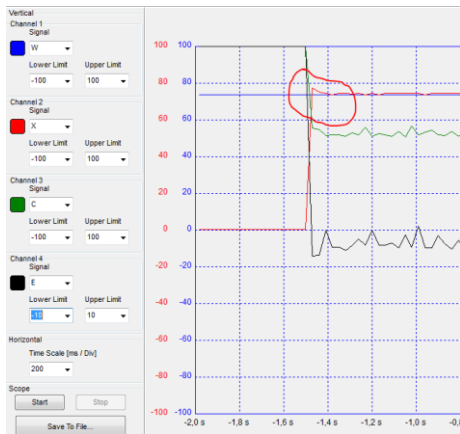 Vertical
Channel 1
Signal
W
Lower Limit Upper Limit
-100 100
Channel 2
Signal
X
Lower Limit Upper Limit
-100 100
Channel 3
Signal
C
Lower Limit Upper Limit
-100 100
Channel 4
Signal
E
Lower Limit Upper Limit
-10 10
Horizontal
Time Scale [ms / Div]
200
Scope
Start Stop
Save To File...
100 100
80 80
60 60
40 40
20 20
0 0
-20 -20
-40 -40
-60 -60
-80 -80
-100 -100
-2,0 s -1,8 s -1,6 s -1,4 s -1,2 s -1,0 s